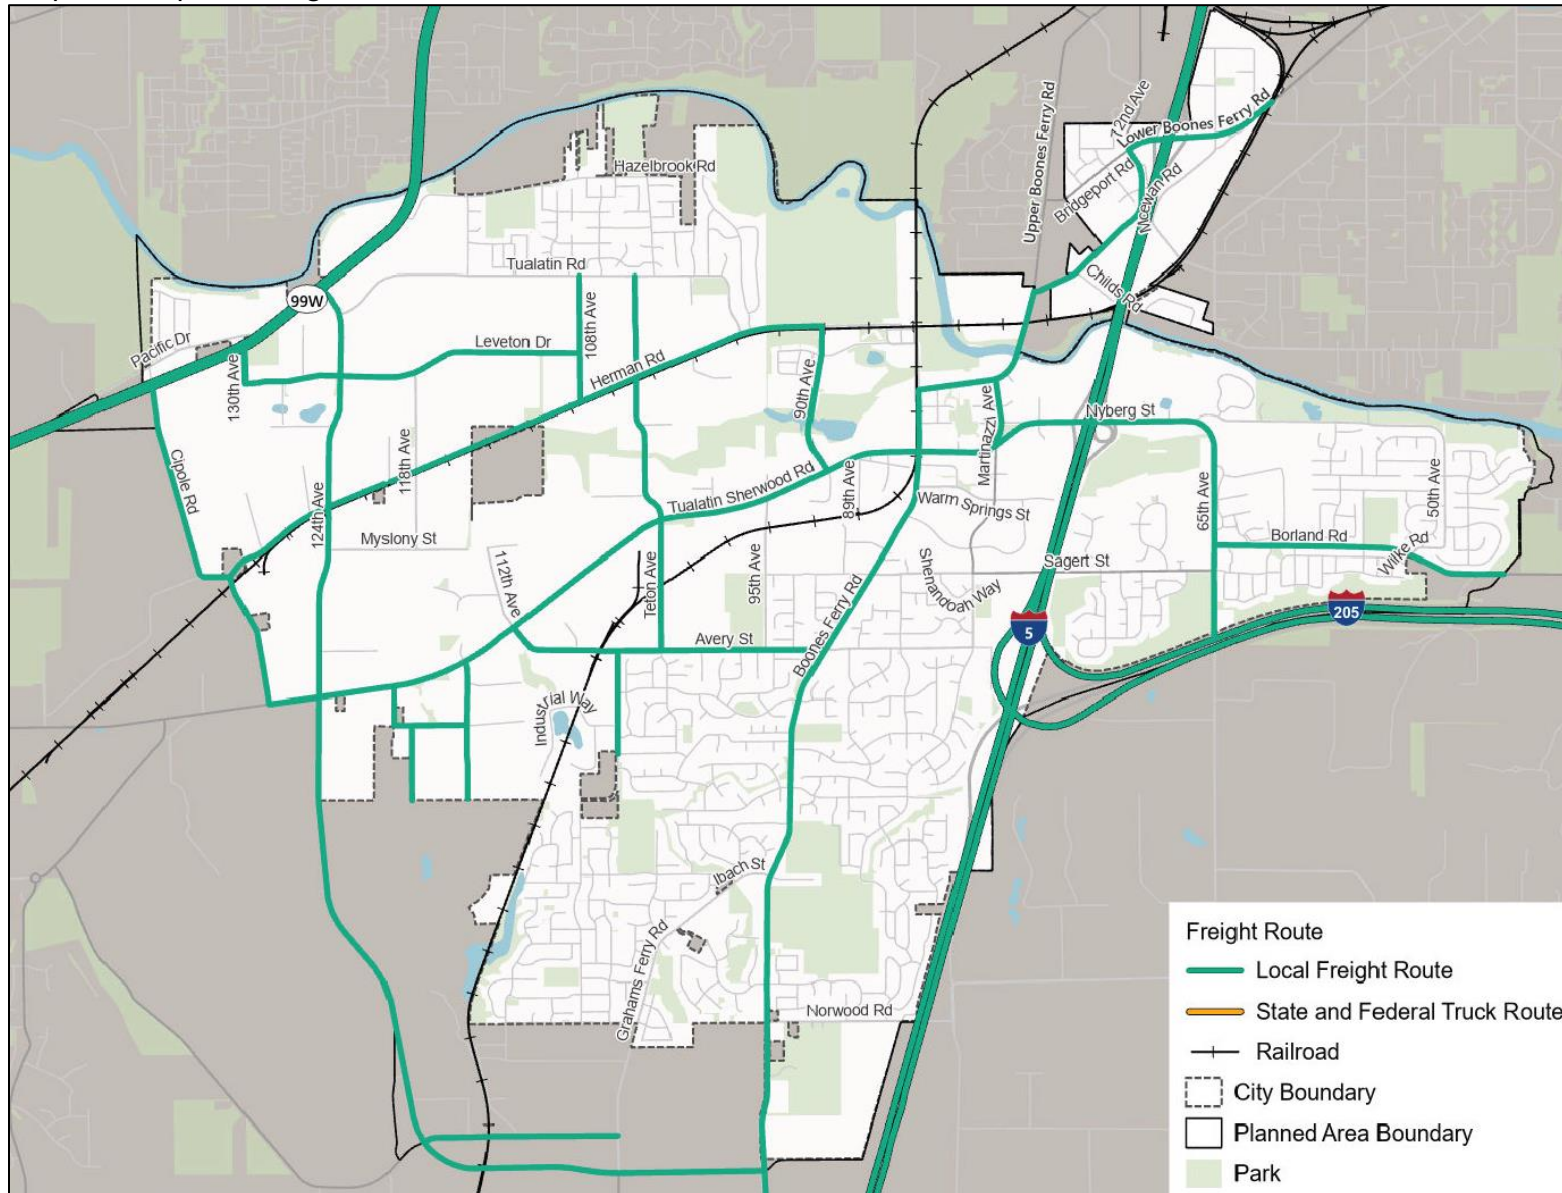 Hazelbrook Rd
Tualatin Rd
99W
Pacific Dr
130th Ave
Leveton Dr
108th Ave
Herman Rd
90th Ave
Upper Boones Ferry Rd
72nd Ave
Lower Boones Ferry Rd
Bridgeport Rd
Mcewan Rd
Childs Rd
Cipole Rd
124th Ave
118th Ave
Myslony St
112th Ave
Tualatin Sherwood Rd
89th Ave
Martinazzi Ave
Nyberg St
Warm Springs St
65th Ave
50th Ave
Borland Rd
Wilke Rd
Sagert St
Shenandoah Way
Teton Ave
95th Ave
Boones Ferry Rd
Avery St
5
205
Industrial Way
Ibach St
Grahams Ferry Rd
Norwood Rd
Freight Route
Local Freight Route
State and Federal Truck Route
Railroad
City Boundary
Planned Area Boundary
Park